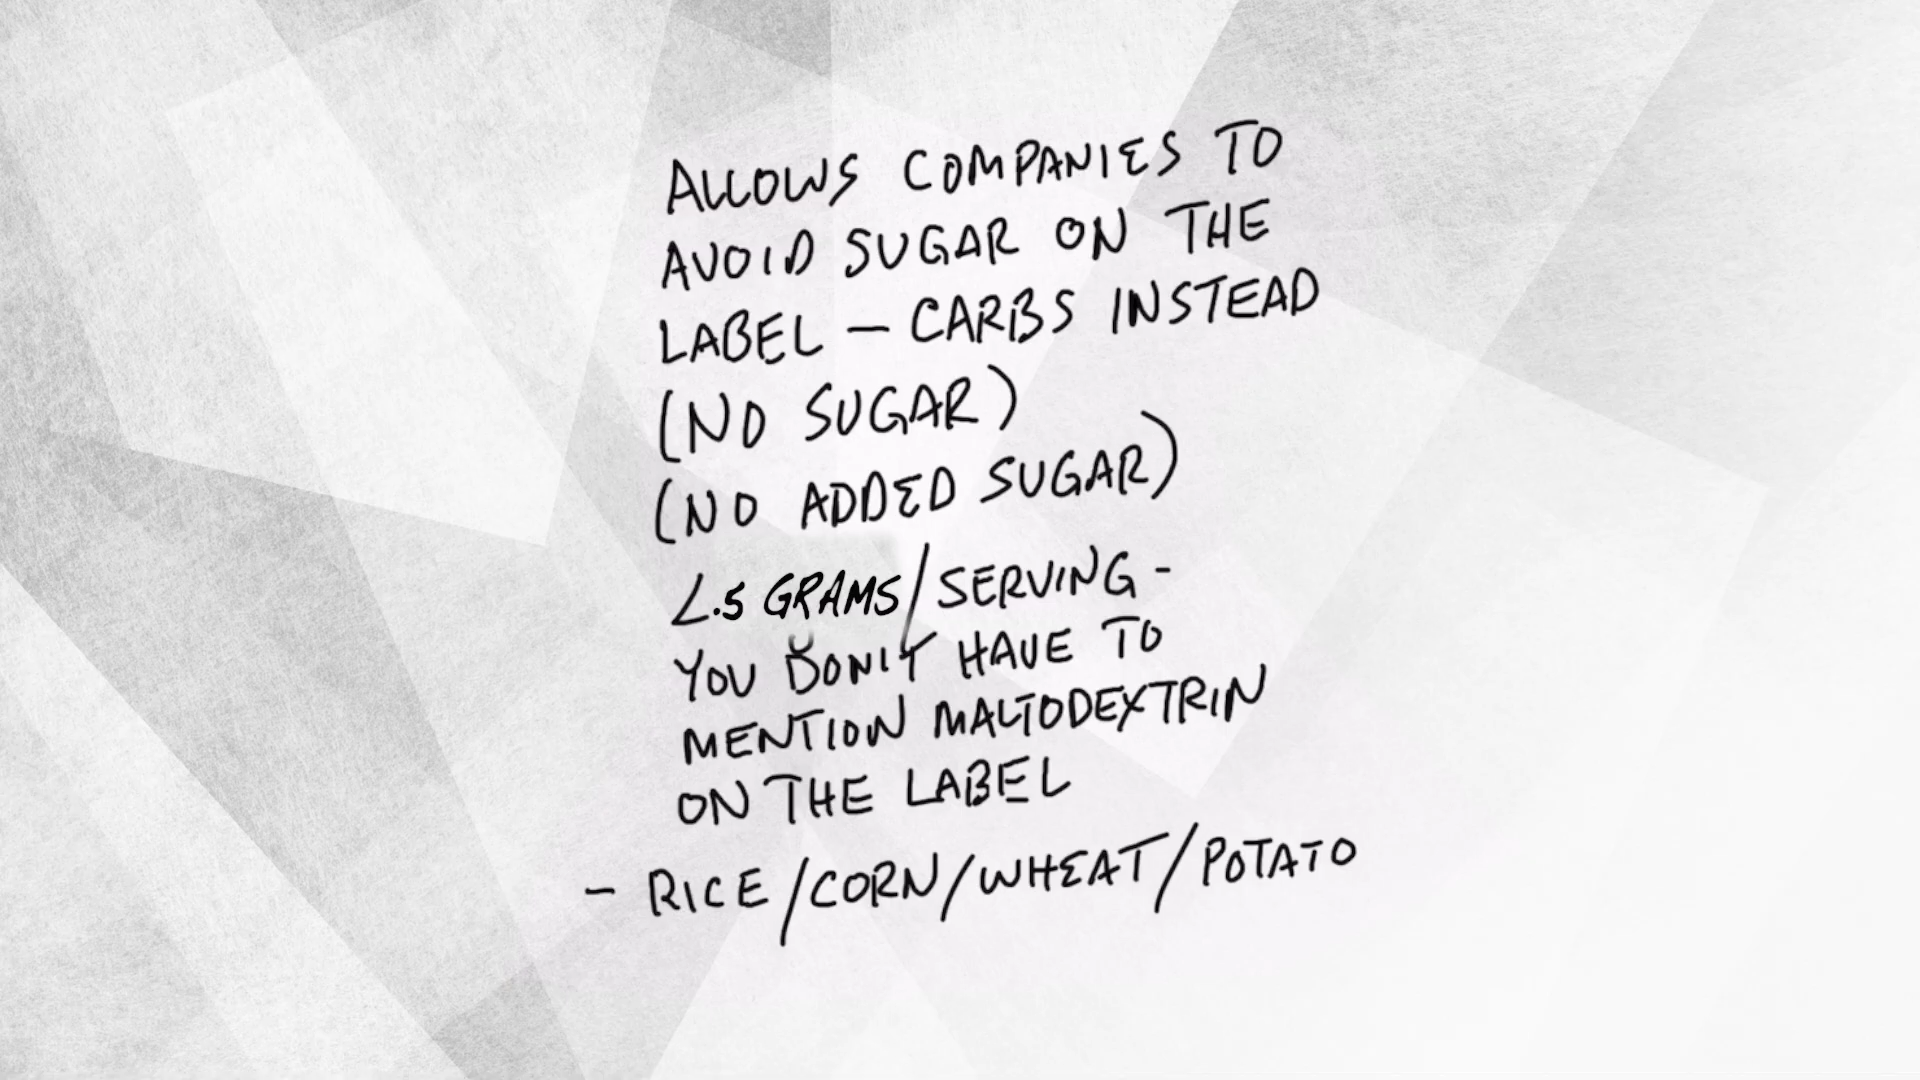 ALLOWS COMPANIES TO
AVOID SUGAR ON THE
LABEL – CARBS INSTEAD
(NO SUGAR)
(NO ADDED SUGAR)
<.5 GRAMS/SERVING -
YOU DON'T HAVE TO
MENTION MALTODEXTRIN
ON THE LABEL
- RICE/CORN/WHEAT/POTATO